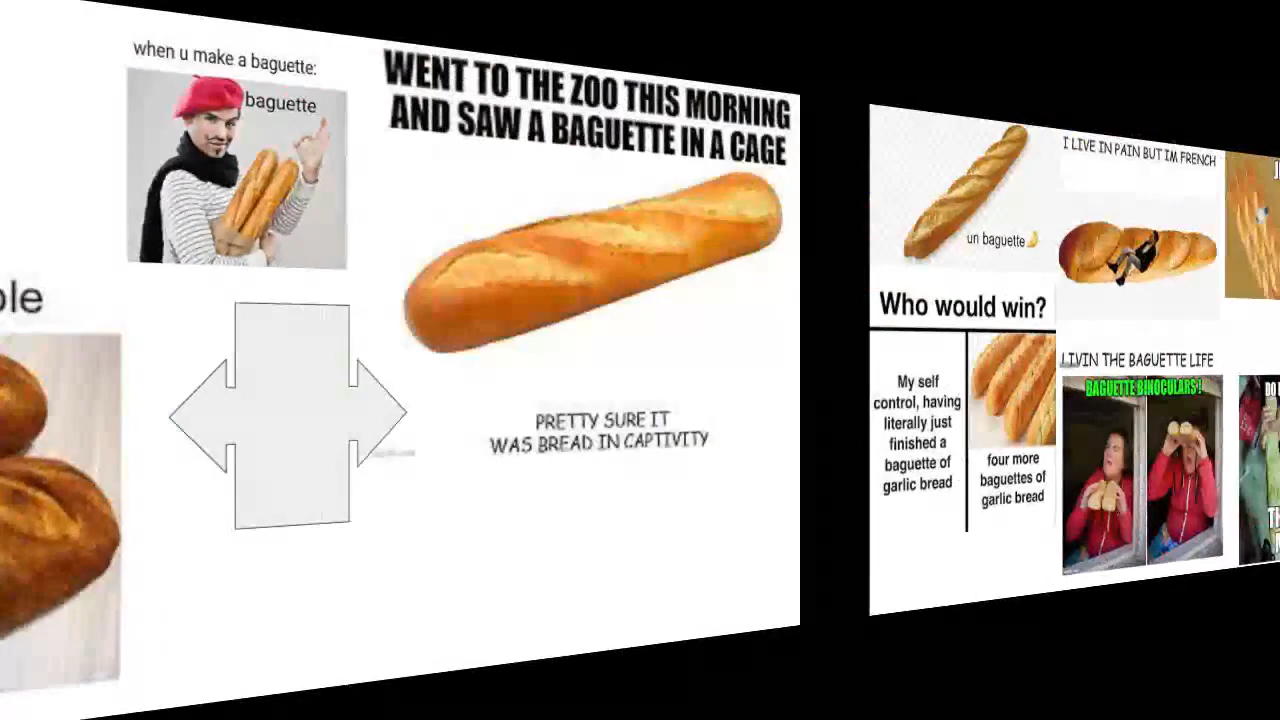 when u make a baguette:
baguette
WENT TO THE ZOO THIS MORNING
AND SAW A BAGUETTE IN A CAGE
PRETTY SURE IT
WAS BREAD IN CAPTIVITY
un baguette
Who would win?
My self
control, having
literally just
finished a
baguette of
garlic bread
four more
baguettes of
garlic bread
I LIVE IN PAIN BUT IM FRENCH
LIVIN THE BAGUETTE LIFE
BAGUETTE BINOCULARS!